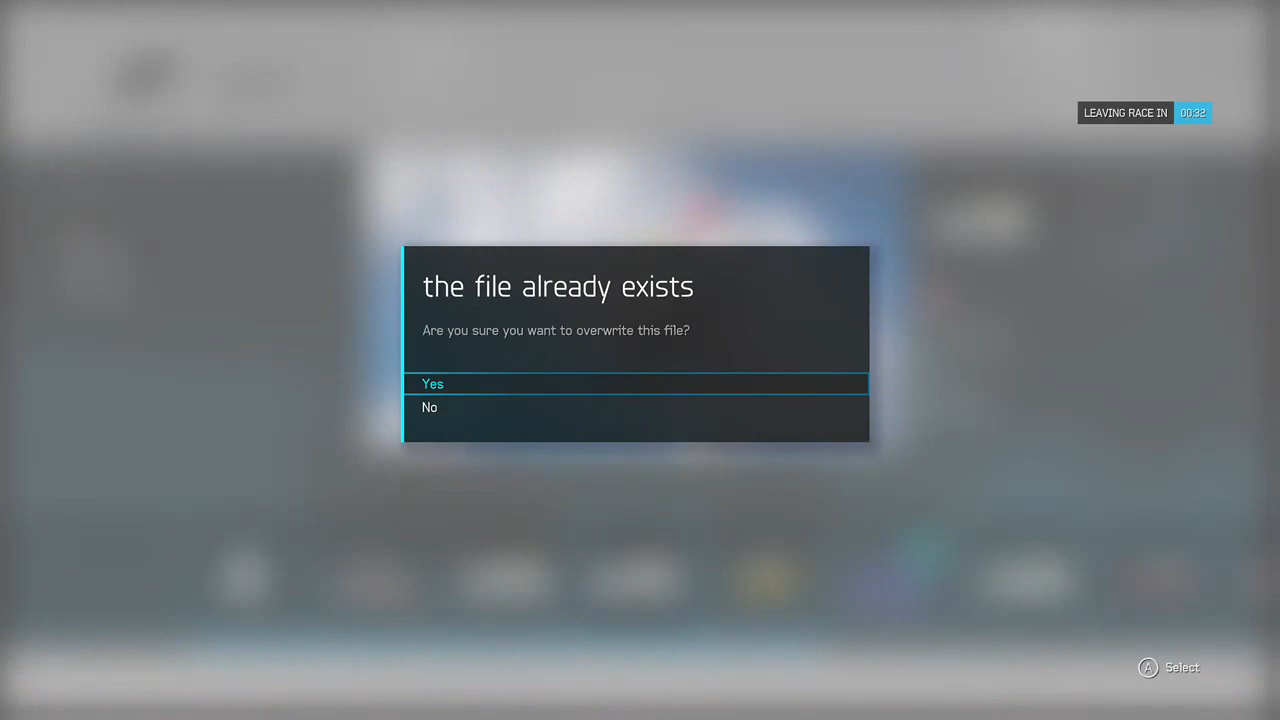 LEAVING RACE IN 00:32
the file already exists
Are you sure you want to overwrite this file?
Yes
No
A Select